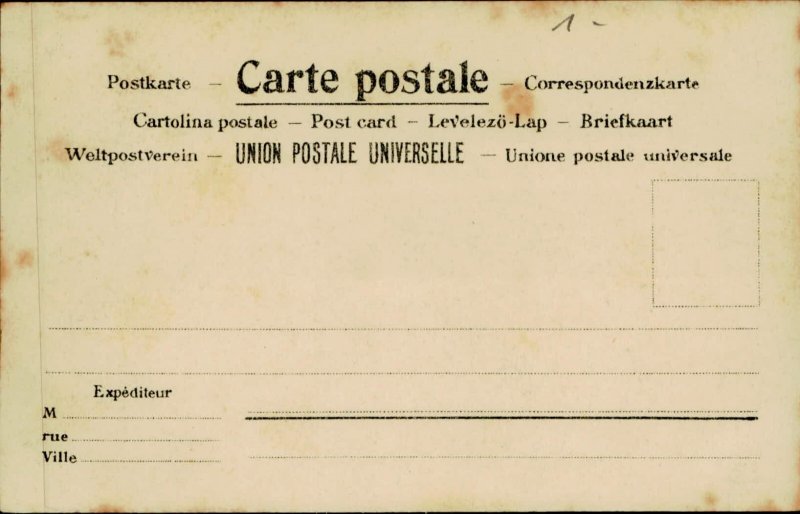 1-
Postkarte – Carte postale – Correspondenzkarte
Cartolina postale – Post card – Levelezö-Lap – Briefkaart
Weltpostverein – UNION POSTALE UNIVERSELLE – Unione postale universale
Expéditeur
M
rue
Ville